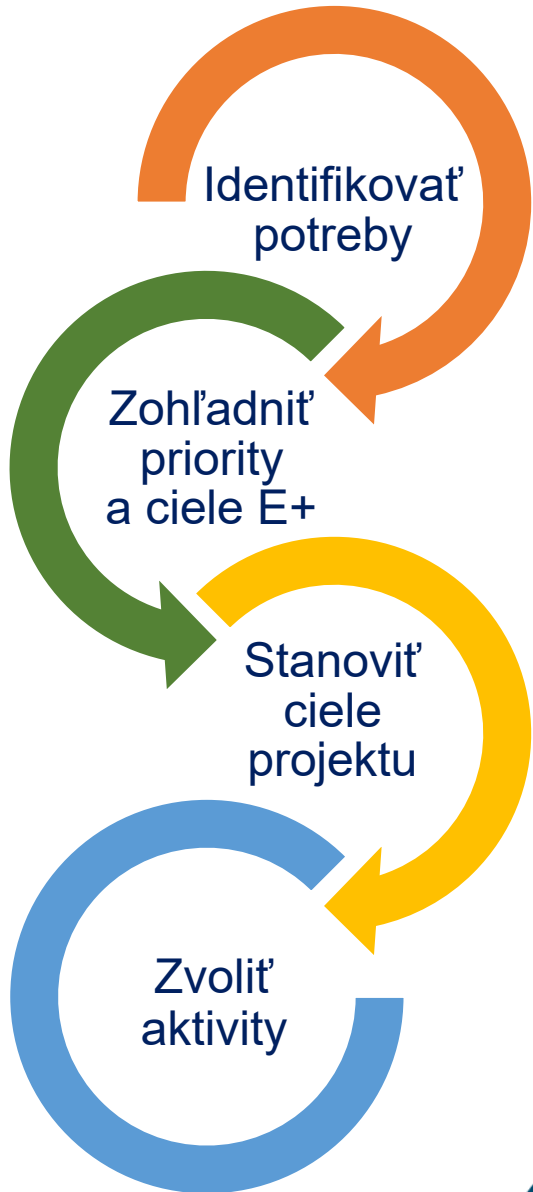 Identifikovať
potreby
Zohľadniť
priority
a ciele E+
Stanoviť
ciele
projektu
Zvoliť
aktivity